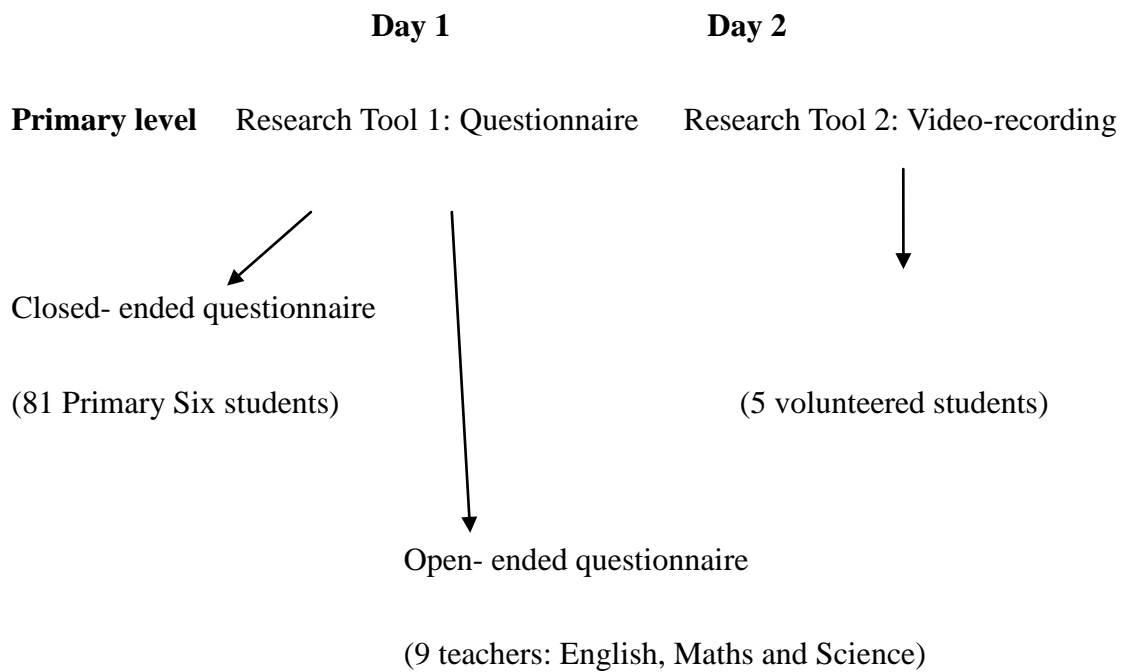 Day 1 Day 2
Primary level Research Tool 1: Questionnaire Research Tool 2: Video-recording
Closed- ended questionnaire
(81 Primary Six students) (5 volunteered students)
Open- ended questionnaire
(9 teachers: English, Maths and Science)